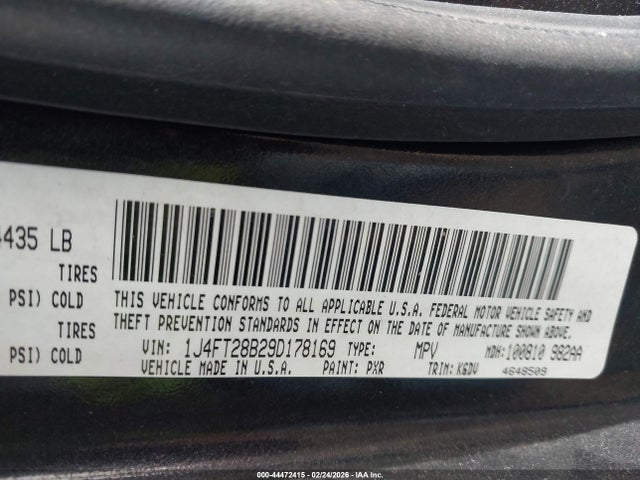 4435 LB
TIRES
PSI) COLD
TIRES
PSI) COLD
THIS VEHICLE CONFORMS TO ALL APPLICABLE U.S.A. FEDERAL MOTOR VEHICLE SAFETY AND
THEFT PREVENTION STANDARDS IN EFFECT ON THE DATE OF MANUFACTURE SHOWN ABOVE.
VIN: 1J4FT28B29D178169 TYPE: MPV MDH:100810 982AA
VEHICLE MADE IN U.S.A. PAINT: PXR TRIM: K6DV 4648509
000-44472415 - 02/24/2026 - IAA Inc.